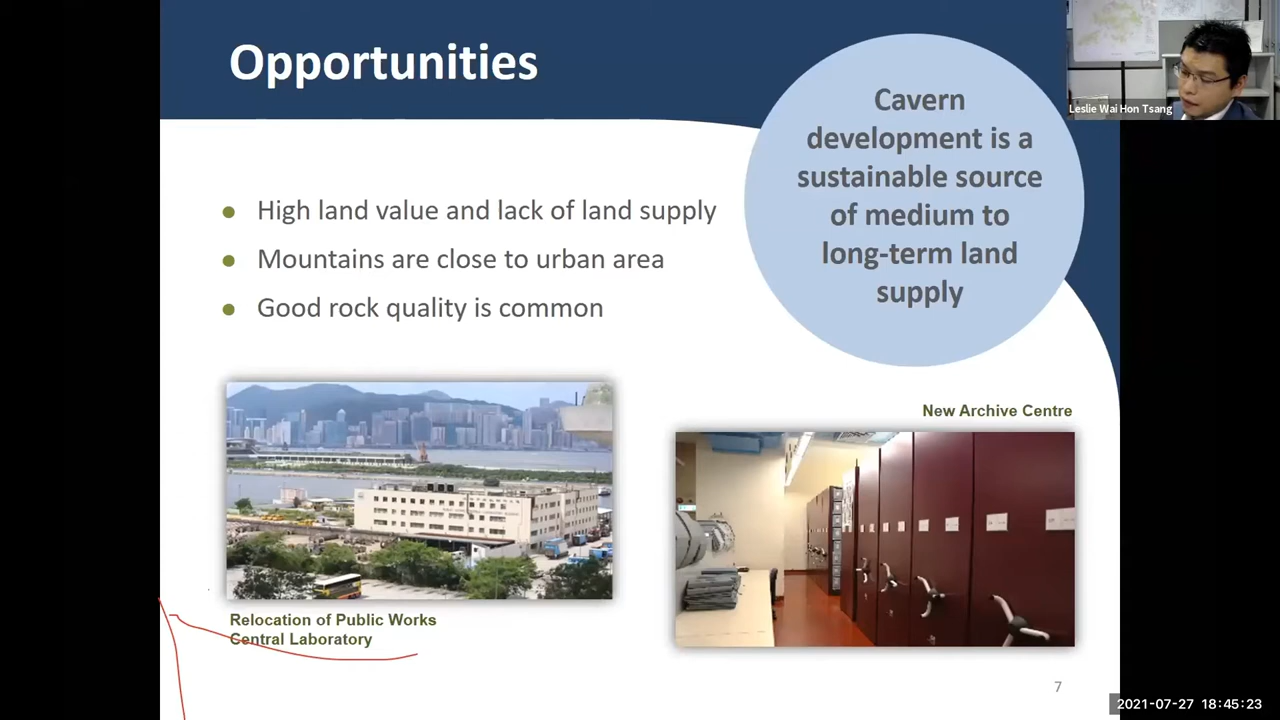 Opportunities
Cavern
development is a
sustainable source
of medium to
long-term land
supply
Leslie Wai Hon Tsang
High land value and lack of land supply
Mountains are close to urban area
Good rock quality is common
New Archive Centre
Relocation of Public Works
Central Laboratory
7
2021-07-27 18:45:23